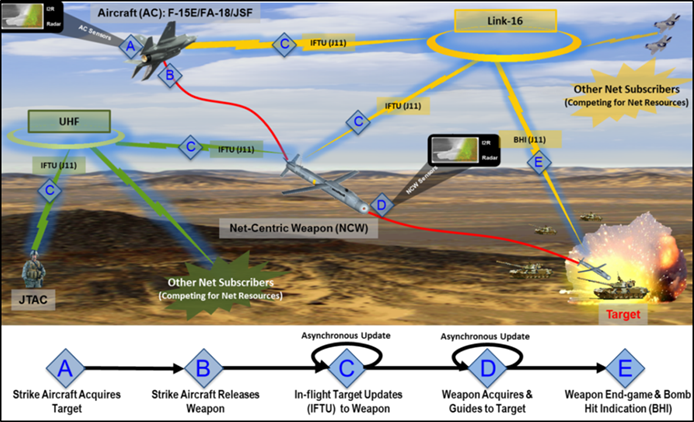 I2R
Radar
AC Sensors
Aircraft (AC): F-15E/FA-18/JSF
A
B
C
IFTU (J11)
Link-16
Other Net Subscribers
(Competing for Net Resources)
UHF
C
IFTU (J11)
C
IFTU (J11)
C
IFTU (J11)
BHI (J11)
E
I2R
Radar
NCW Sensors
D
Net-Centric Weapon (NCW)
JTAC
Other Net Subscribers
(Competing for Net Resources)
Target
Asynchronous Update
Asynchronous Update
A
B
C
D
E
Strike Aircraft Acquires
Target
Strike Aircraft Releases
Weapon
In-flight Target Updates
(IFTU) to Weapon
Weapon Acquires &
Guides to Target
Weapon End-game & Bomb
Hit Indication (BHI)